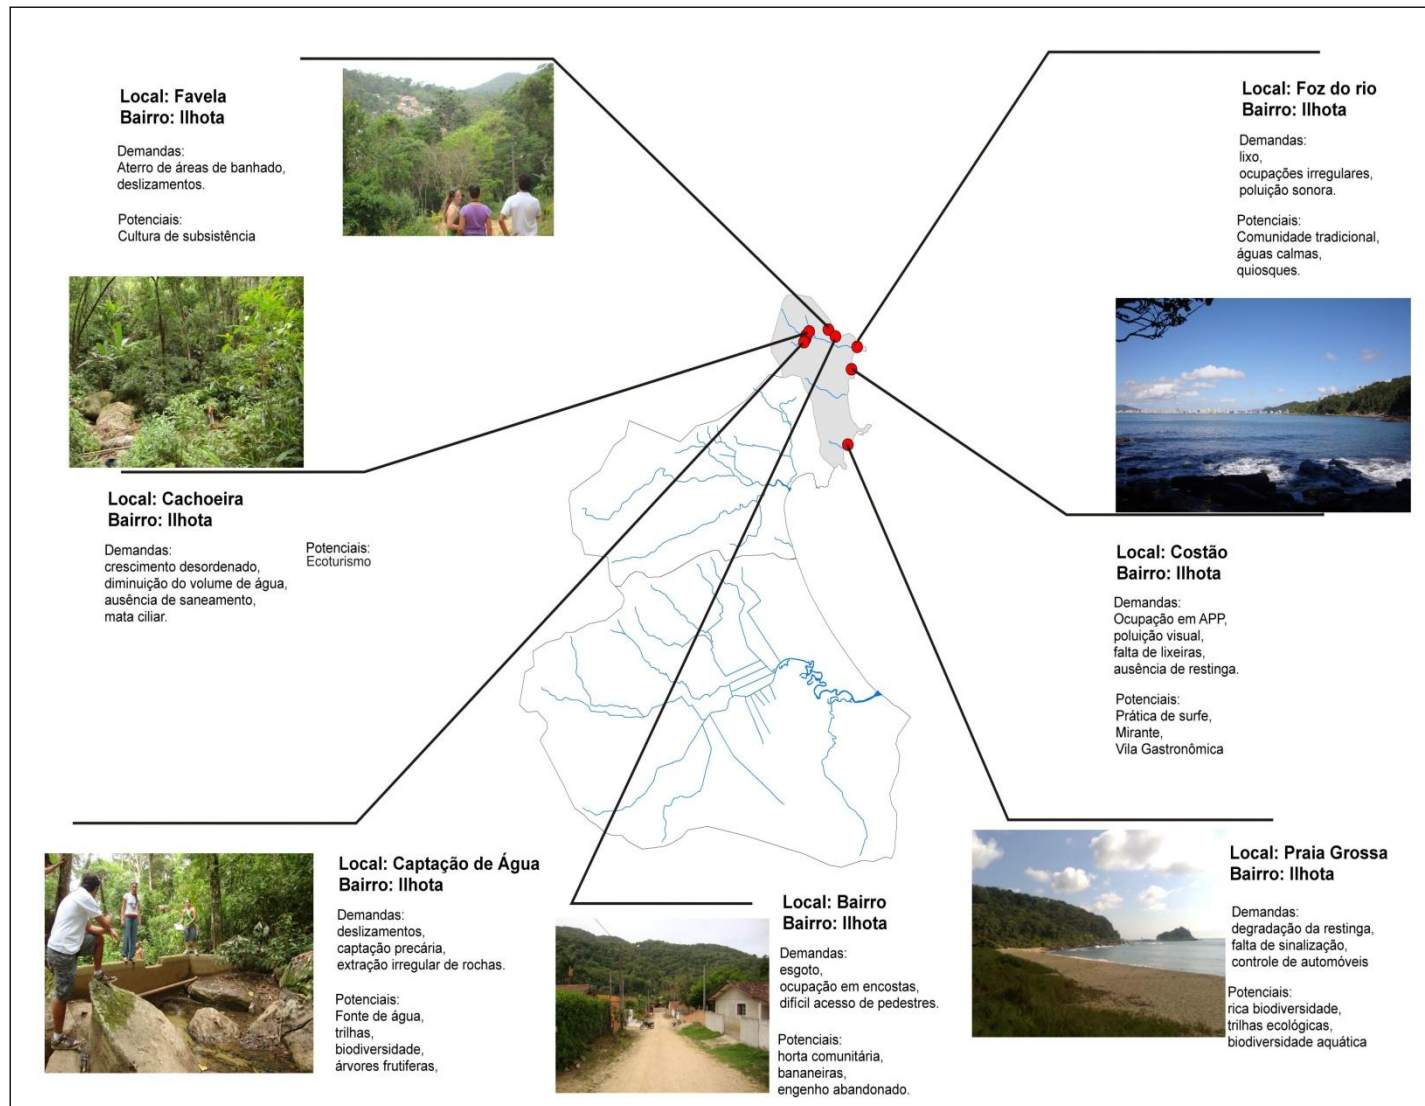 Local: Favela
Bairro: Ilhota
Demandas:
Aterro de áreas de banhado,
deslizamentos.
Potenciais:
Cultura de subsistência
Local: Foz do rio
Bairro: Ilhota
Demandas:
lixo,
ocupações irregulares,
poluição sonora.
Potenciais:
Comunidade tradicional,
águas calmas,
quiosques.
Local: Cachoeira
Bairro: Ilhota
Demandas:
crescimento desordenado,
diminuição do volume de água,
ausência de saneamento,
mata ciliar.
Potenciais:
Ecoturismo
Local: Costão
Bairro: Ilhota
Demandas:
Ocupação em APP,
poluição visual,
falta de lixeiras,
ausência de restinga.
Potenciais:
Prática de surfe,
Mirante,
Vila Gastronômica
Local: Captação de Água
Bairro: Ilhota
Demandas:
deslizamentos,
captação precária,
extração irregular de rochas.
Potenciais:
Fonte de água,
trilhas,
biodiversidade,
árvores frutiferas,
Local: Bairro
Bairro: Ilhota
Demandas:
esgoto,
ocupação em encostas,
difícil acesso de pedestres.
Potenciais:
horta comunitária,
bananeiras,
engenho abandonado.
Local: Praia Grossa
Bairro: Ilhota
Demandas:
degradação da restinga,
falta de sinalização,
controle de automóveis
Potenciais:
rica biodiversidade,
trilhas ecológicas,
biodiversidade aquática